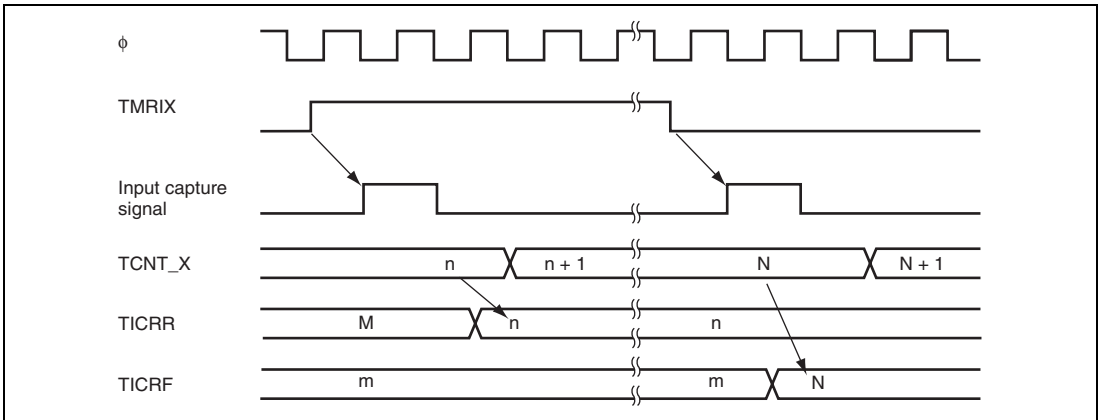 ϕ
TMRIX
Input capture
signal
TCNT_X n n + 1 N N + 1
TICRR M n n
TICRF m m N